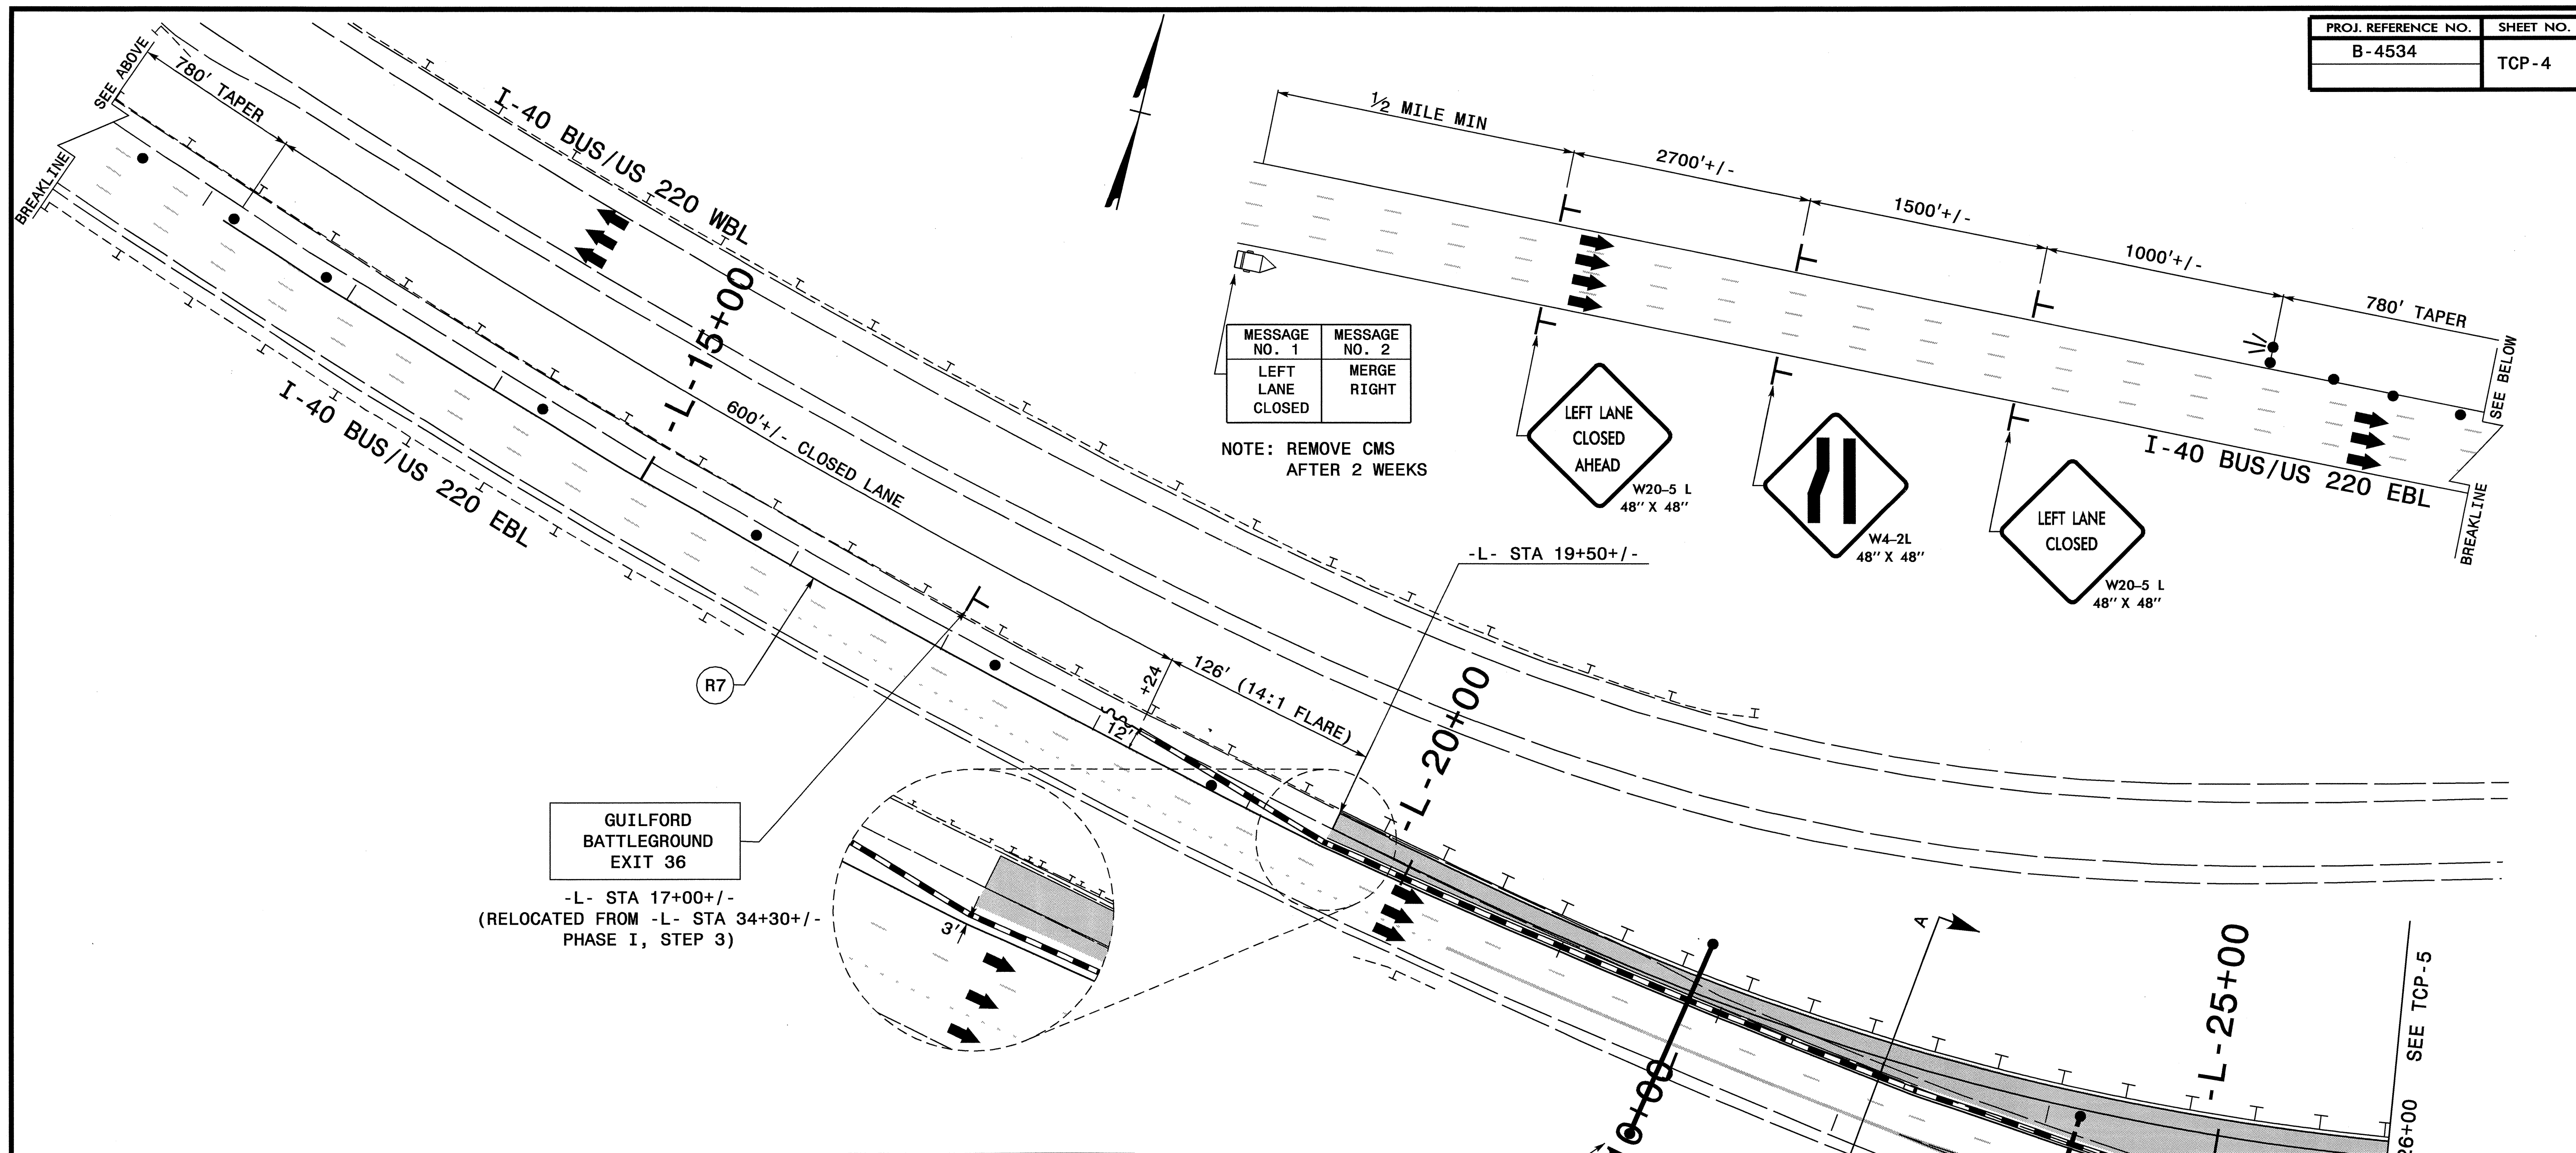 PROJ. REFERENCE NO. SHEET NO.
B-4534
TCP-4
SEE ABOVE
780' TAPER
BREAKLINE
I-40 BUS/US 220 WBL
-L-15+00
600'+/- CLOSED LANE
I-40 BUS/US 220 EBL
1/2 MILE MIN
2700'+/-
1500'+/-
1000'+/-
780' TAPER
SEE BELOW
BREAKLINE
I-40 BUS/US 220 EBL
MESSAGE NO. 1
MESSAGE NO. 2
LEFT
LANE
CLOSED
MERGE
RIGHT
NOTE: REMOVE CMS
AFTER 2 WEEKS
LEFT LANE
CLOSED
AHEAD
W20-5 L
48" X 48"
W4-2L
48" X 48"
LEFT LANE
CLOSED
W20-5 L
48" X 48"
-L- STA 19+50+/-
R7
+24
126' (14:1 FLARE)
12'
-L-20+00
GUILFORD
BATTLEGROUND
EXIT 36
-L- STA 17+00+/-
(RELOCATED FROM -L- STA 34+30+/-
PHASE I, STEP 3)
3'
A
-L-25+00
SEE TCP-5
26+00
0+00